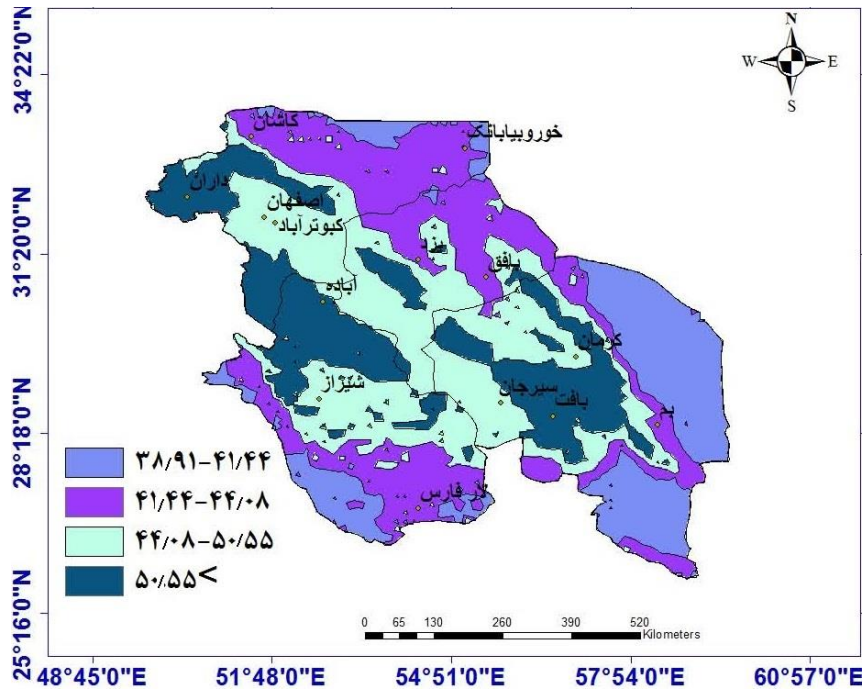 N
W E
S
34°22'0"N
31°20'0"N
28°18'0"N
25°16'0"N
کاشان
خوروبیابانک
داران
اصفهان
کبوترآباد
یزد
بافق
آباده
کرمان
شیراز
سیرجان
بافت
بم
لار فارس
۳۸٫۹۱-۴۱٫۴۴
۴۱٫۴۴-۴۴٫۰۸
۴۴٫۰۸-۵۰٫۵۵
۵۰٫۵۵<
0 65 130 260 390 520
Kilometers
48°45'0"E 51°48'0"E 54°51'0"E 57°54'0"E 60°57'0"E